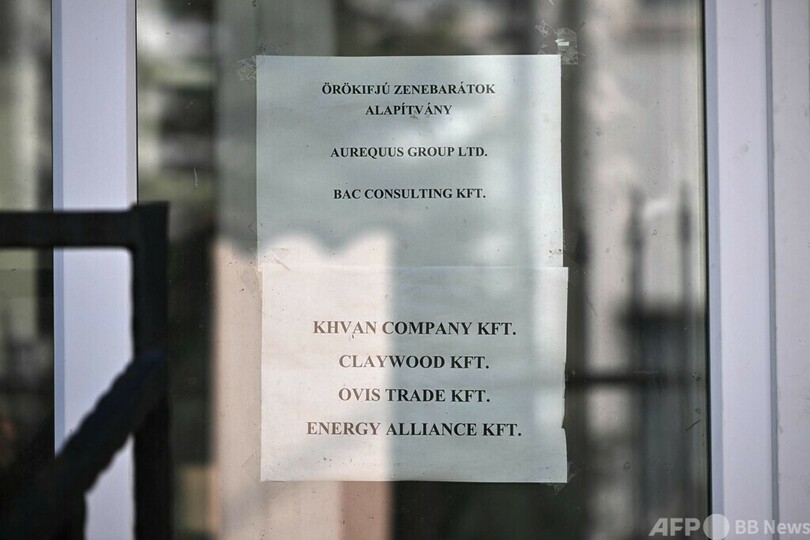 ÖRÖKIFJÚ ZENEBARÁTOK
ALAPÍTVÁNY
AUREQUUS GROUP LTD.
BAC CONSULTING KFT.
KHVAN COMPANY KFT.
CLAYWOOD KFT.
OVIS TRADE KFT.
ENERGY ALLIANCE KFT.
AFP BB News